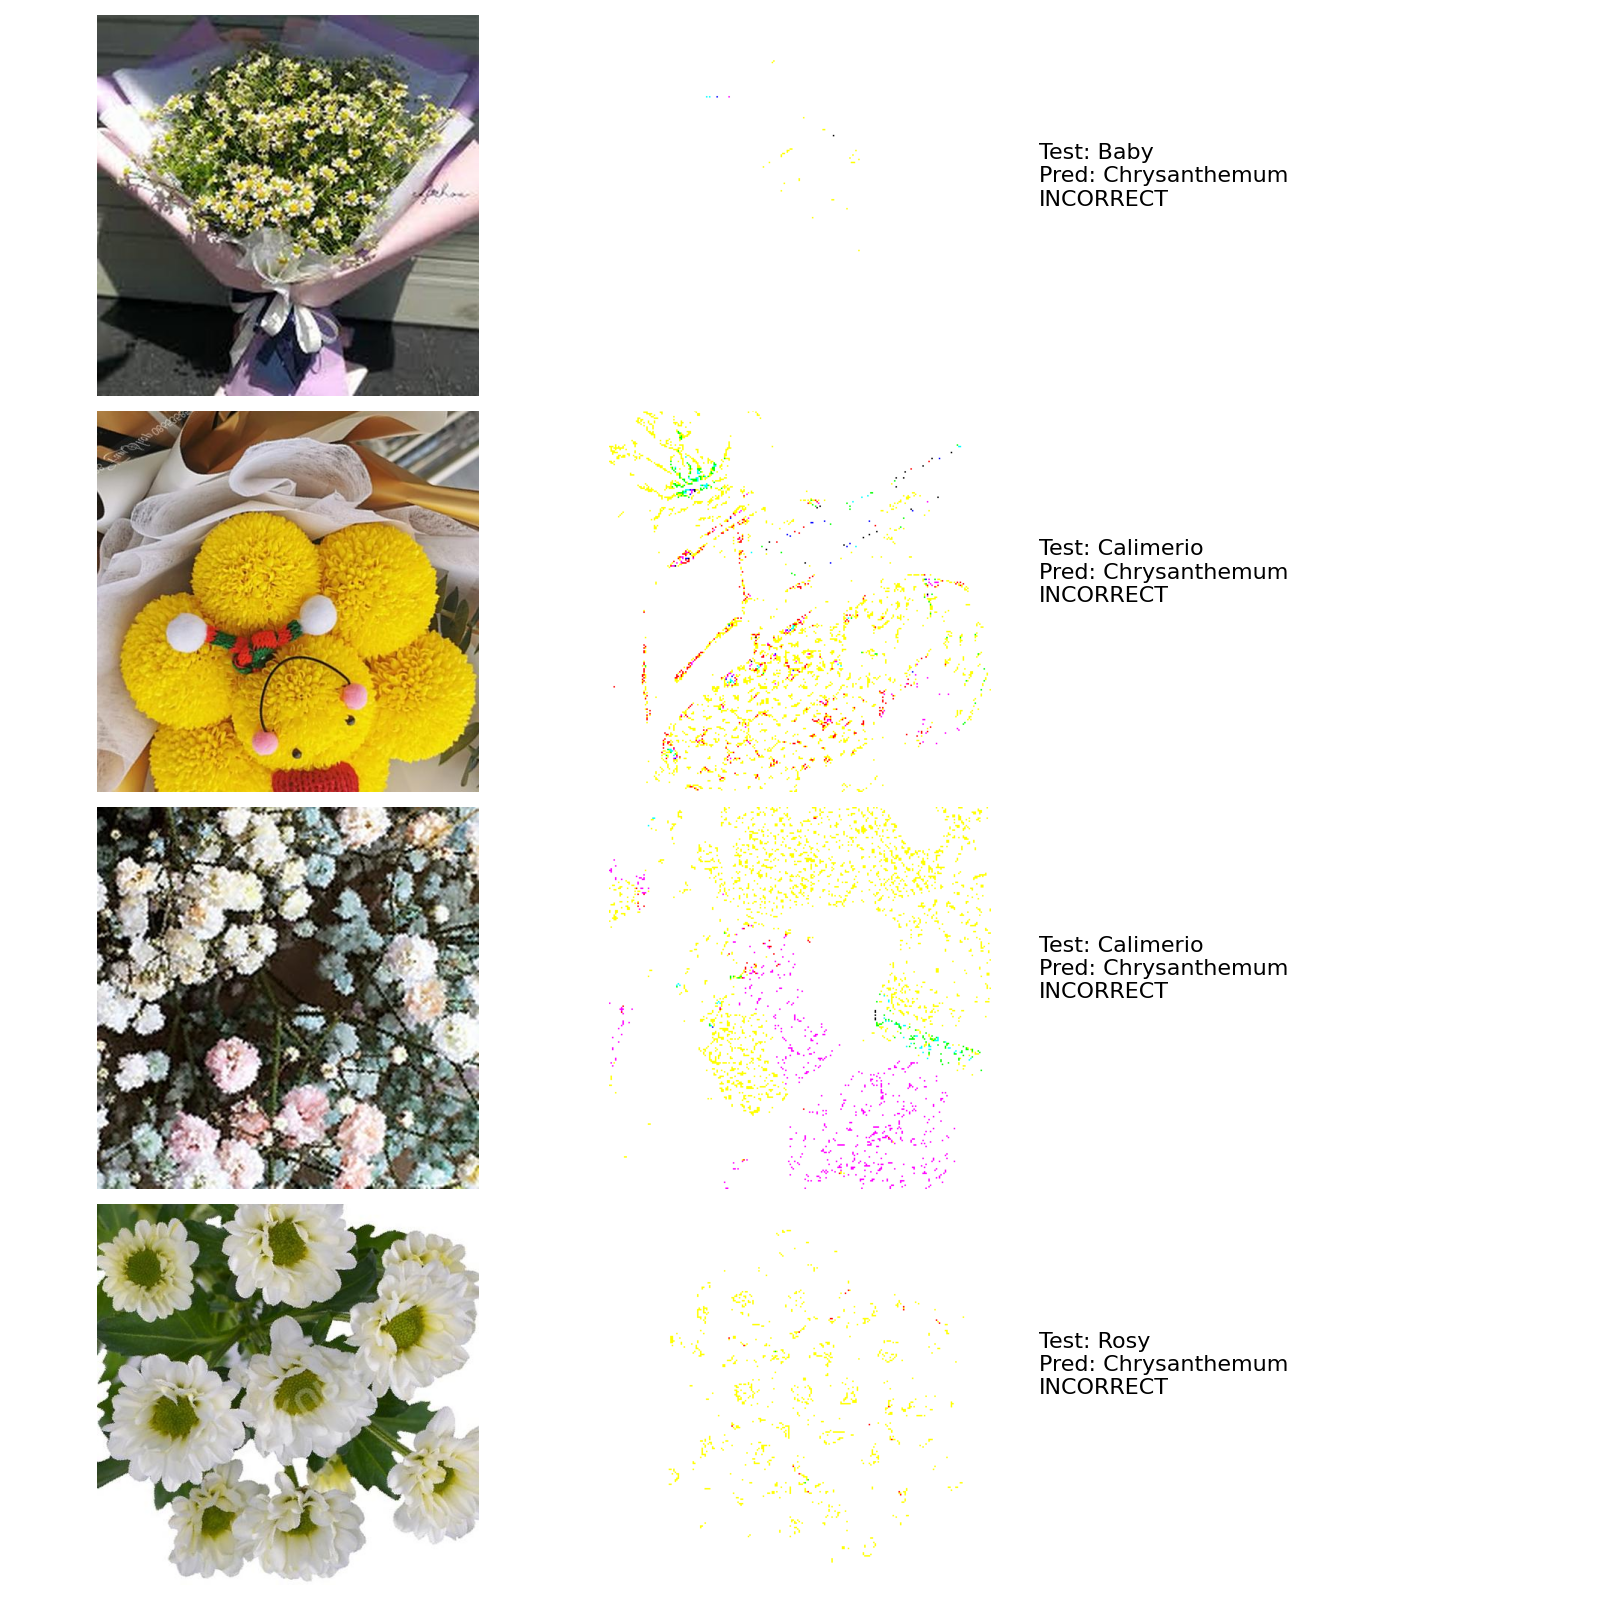 Test: Baby
Pred: Chrysanthemum
INCORRECT
Test: Calimerio
Pred: Chrysanthemum
INCORRECT
Test: Calimerio
Pred: Chrysanthemum
INCORRECT
Test: Rosy
Pred: Chrysanthemum
INCORRECT